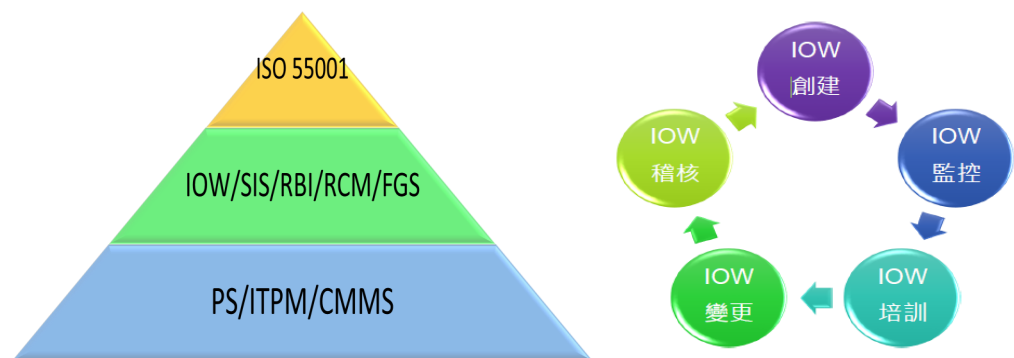 ISO 55001
IOW/SIS/RBI/RCM/FGS
PS/ITPM/CMMS
IOW
創建
IOW
監控
IOW
培訓
IOW
變更
IOW
稽核